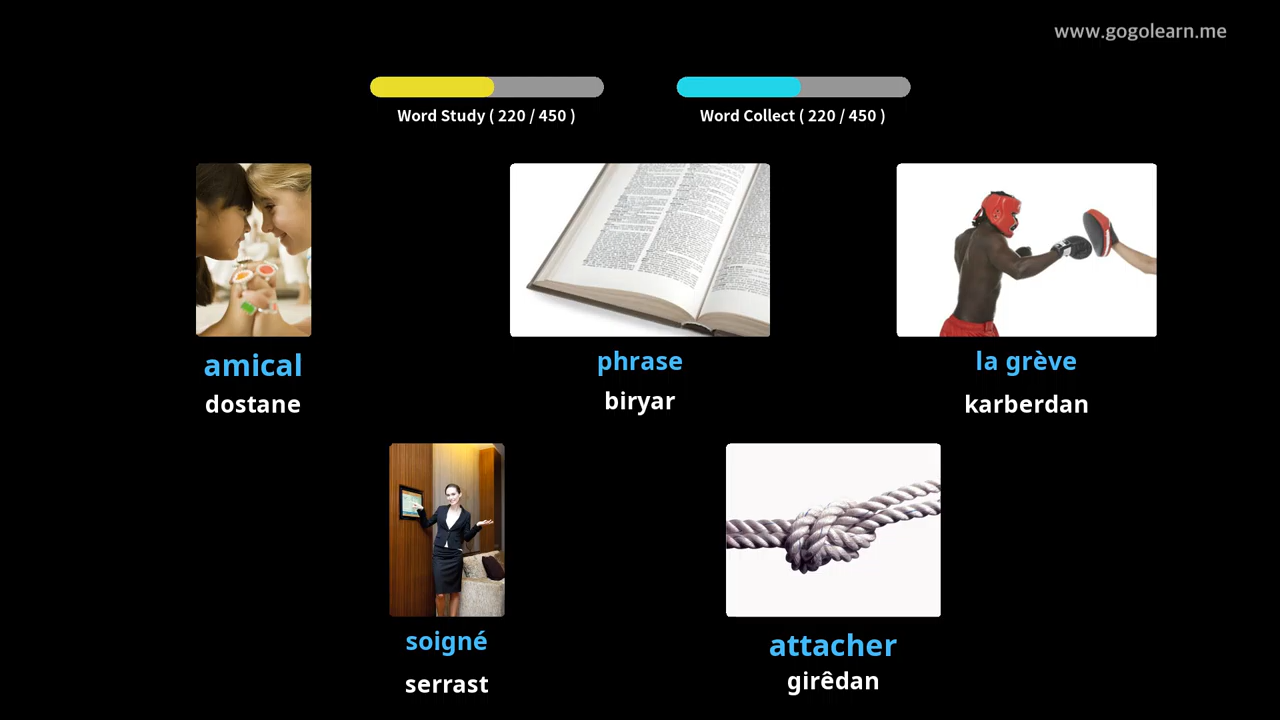 www.gogolearn.me
Word Study ( 220 / 450 )
Word Collect ( 220 / 450 )
amical
dostane
phrase
biryar
la grève
karberdan
soigné
serrast
attacher
girêdan